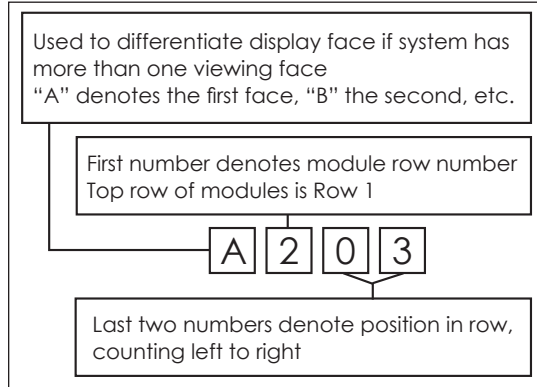 Used to differentiate display face if system has
more than one viewing face
“A” denotes the first face, “B” the second, etc.
First number denotes module row number
Top row of modules is Row 1
A 2 0 3
Last two numbers denote position in row,
counting left to right